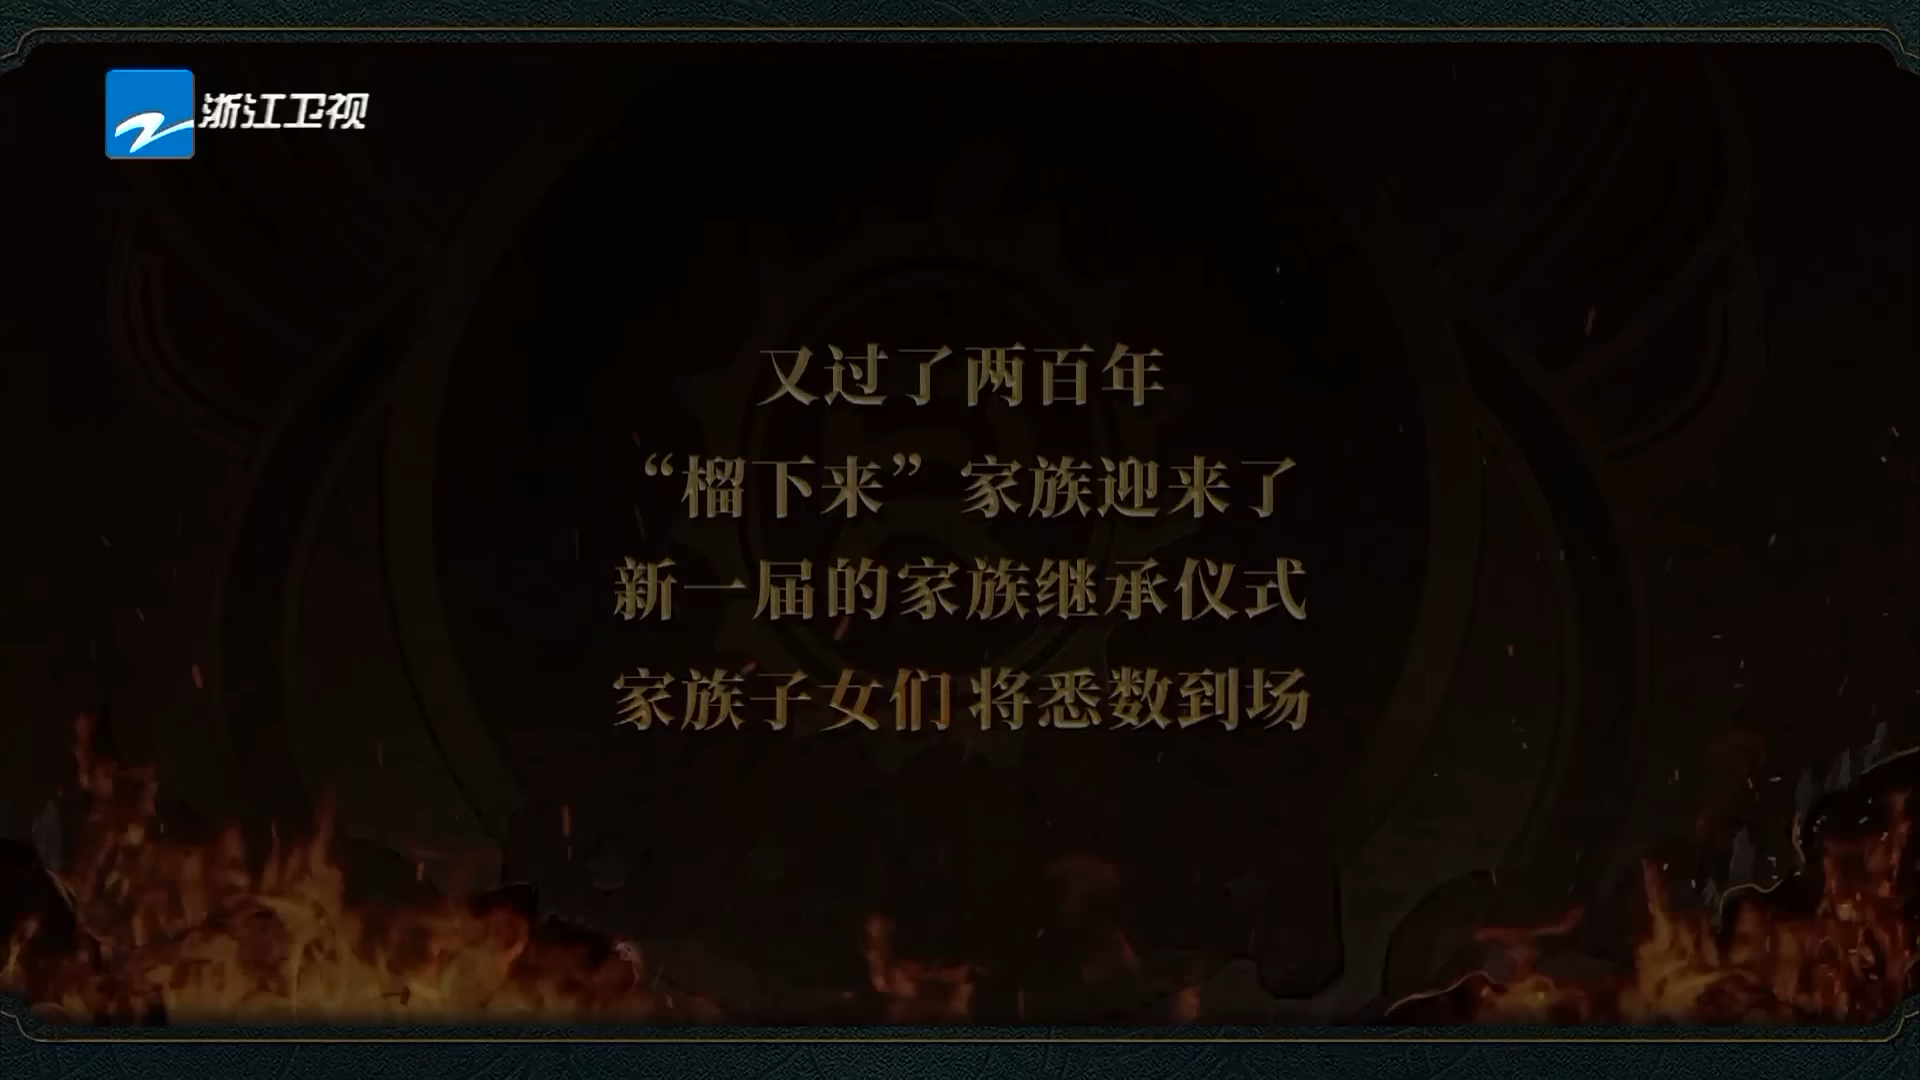 浙江卫视
又过了两百年
“榴下来”家族迎来了
新一届的家族继承仪式
家族子女们 将悉数到场